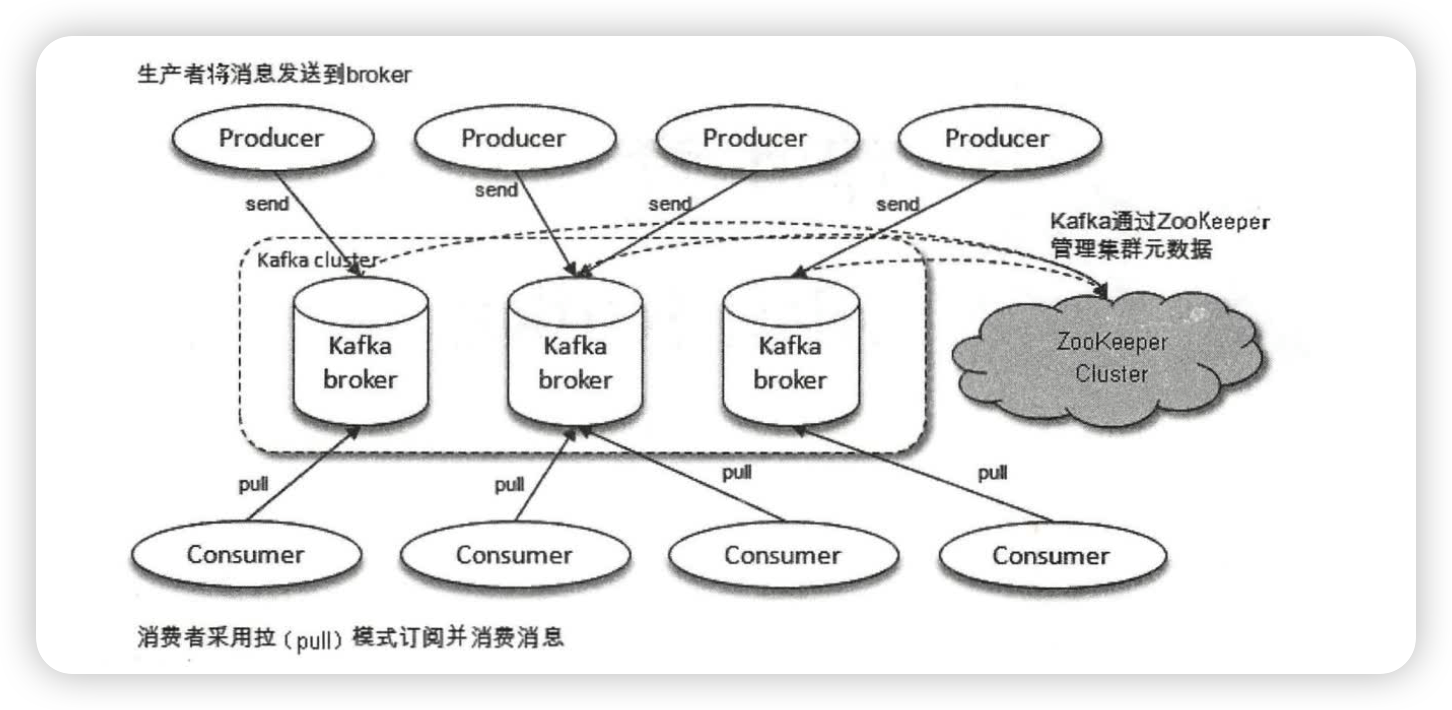 生产者将消息发送到broker
Producer
Producer
Producer
Producer
send
send
send
send
Kafka通过ZooKeeper
管理集群元数据
Kafka cluster
Kafka
broker
Kafka
broker
Kafka
broker
ZooKeeper
Cluster
pull
pull
pull
pull
Consumer
Consumer
Consumer
Consumer
消费者采用拉（pull）模式订阅并消费消息